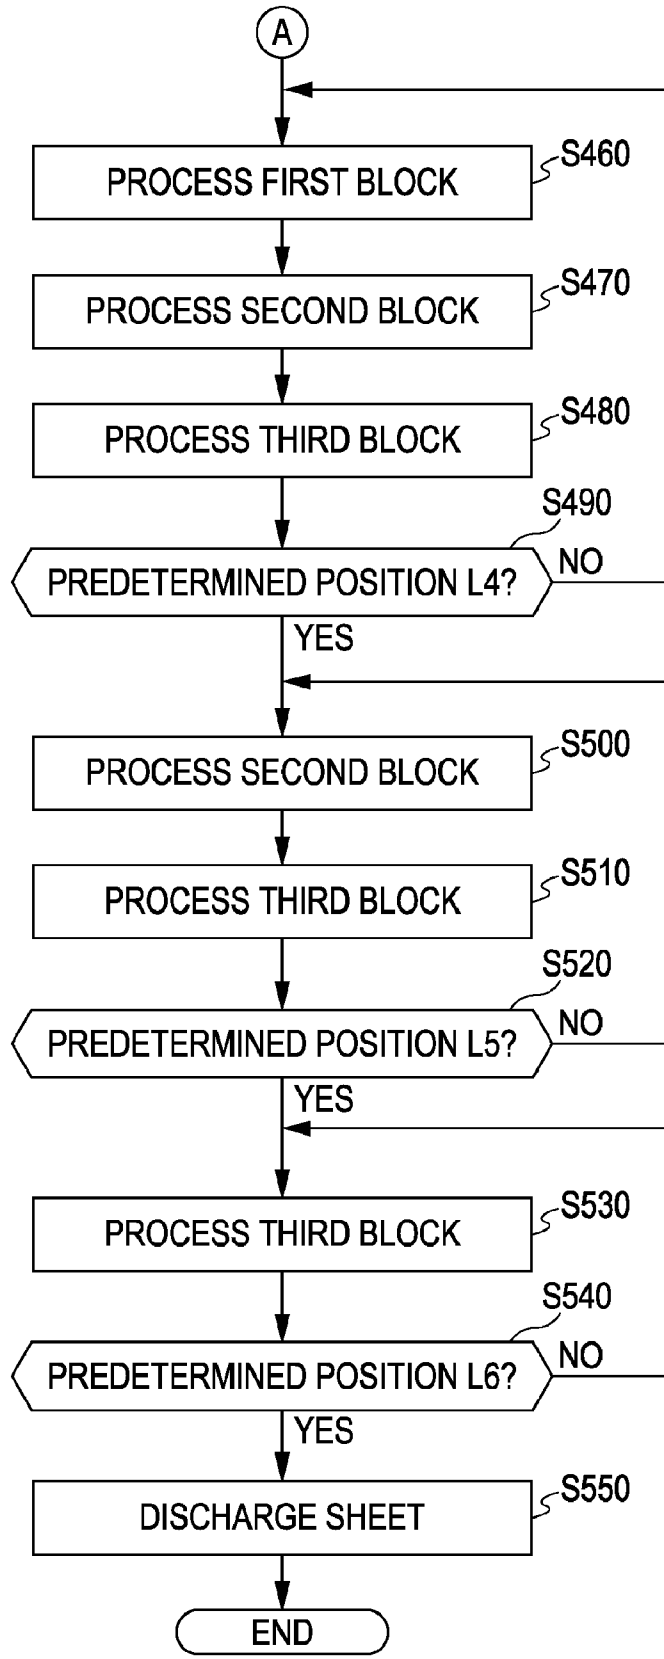 A
PROCESS FIRST BLOCK
S460
PROCESS SECOND BLOCK
S470
PROCESS THIRD BLOCK
S480
S490
PREDETERMINED POSITION L4?
NO
YES
PROCESS SECOND BLOCK
S500
PROCESS THIRD BLOCK
S510
S520
PREDETERMINED POSITION L5?
NO
YES
PROCESS THIRD BLOCK
S530
S540
PREDETERMINED POSITION L6?
NO
YES
DISCHARGE SHEET
S550
END